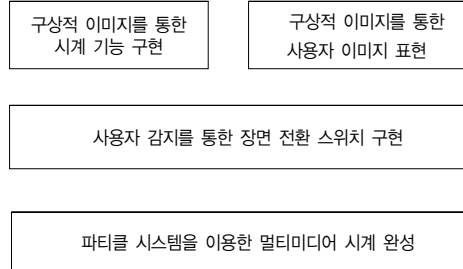 구상적 이미지를 통한
시계 기능 구현
구상적 이미지를 통한
사용자 이미지 표현
사용자 감지를 통한 장면 전환 스위치 구현
파티클 시스템을 이용한 멀티미디어 시계 완성